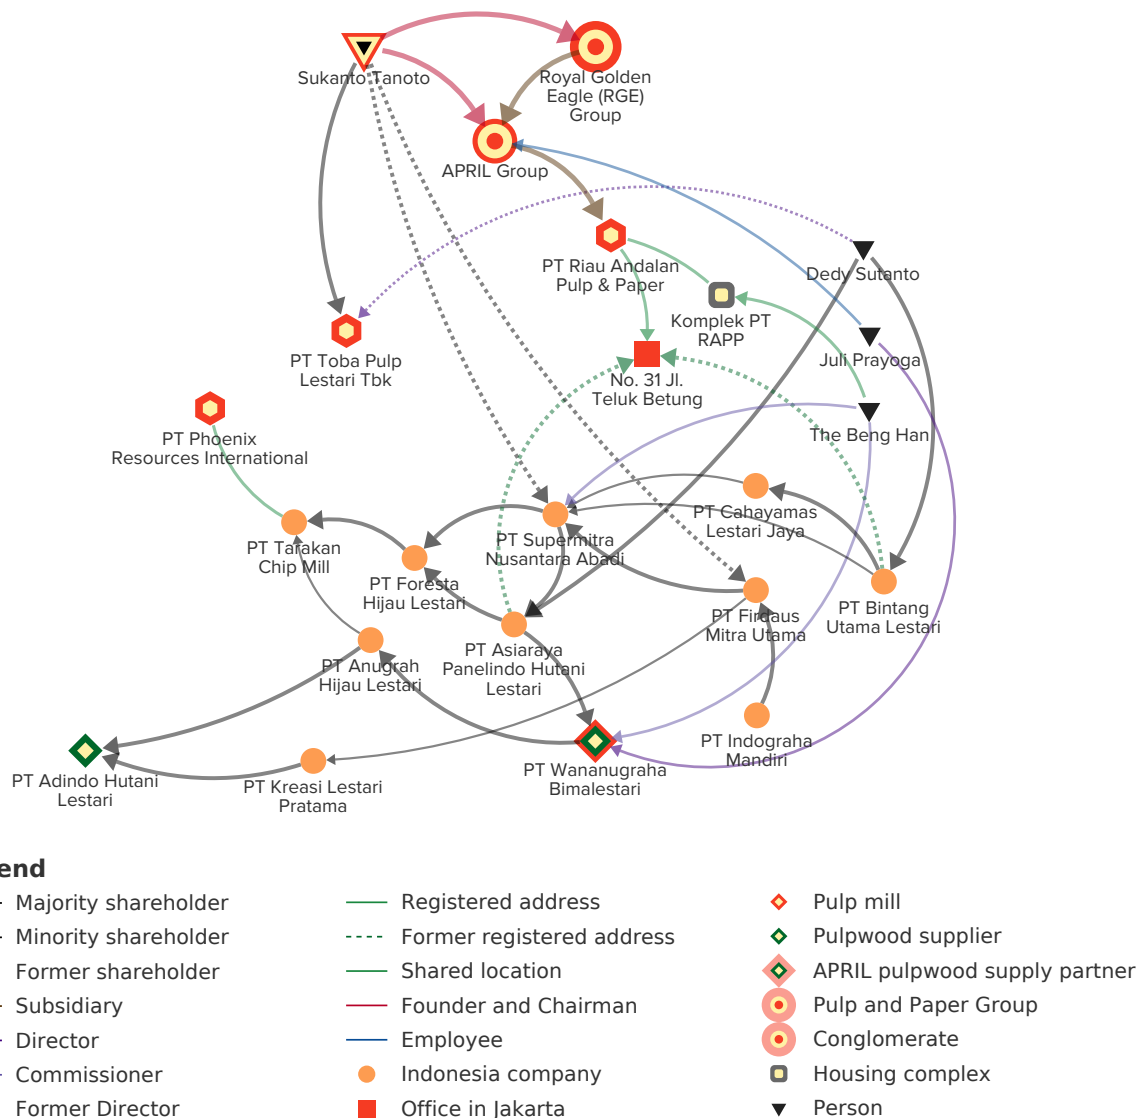 Sukanto Tanoto
Royal Golden
Eagle (RGE)
Group
APRIL Group
PT Riau Andalan
Pulp & Paper
Dedy Sutanto
Komplek PT
RAPP
PT Toba Pulp
Lestari Tbk
Juli Prayoga
No. 31 Jl.
Teluk Betung
PT Phoenix
Resources International
The Beng Han
PT Cahayamas
Lestari Jaya
PT Supermitra
Nusantara Abadi
PT Tarakan
Chip Mill
PT Foresta
Hijau Lestari
PT Firdaus
Mitra Utama
PT Bintang
Utama Lestari
PT Asiaraya
Panelindo Hutani
Lestari
PT Anugrah
Hijau Lestari
PT Indograha
Mandiri
PT Wananugraha
Bimalestari
PT Adindo Hutani
Lestari
PT Kreasi Lestari
Pratama
end
Majority shareholder
Minority shareholder
Former shareholder
Subsidiary
Director
Commissioner
Former Director
Registered address
Former registered address
Shared location
Founder and Chairman
Employee
Indonesia company
Office in Jakarta
Pulp mill
Pulpwood supplier
APRIL pulpwood supply partner
Pulp and Paper Group
Conglomerate
Housing complex
Person